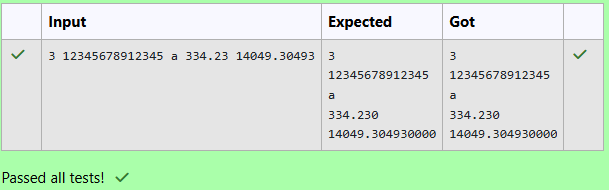 Input Expected Got
3 12345678912345 a 334.23 14049.30493 3 3
12345678912345 12345678912345
a a
334.230 334.230
14049.304930000 14049.304930000
Passed all tests!